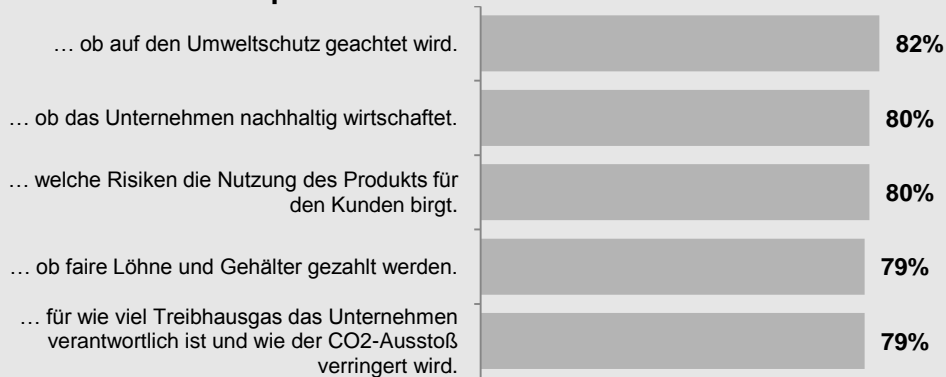 … ob auf den Umweltschutz geachtet wird.
82%
… ob das Unternehmen nachhaltig wirtschaftet.
80%
… welche Risiken die Nutzung des Produkts für
den Kunden birgt.
80%
… ob faire Löhne und Gehälter gezahlt werden.
79%
… für wie viel Treibhausgas das Unternehmen
verantwortlich ist und wie der CO2-Ausstoß
verringert wird.
79%